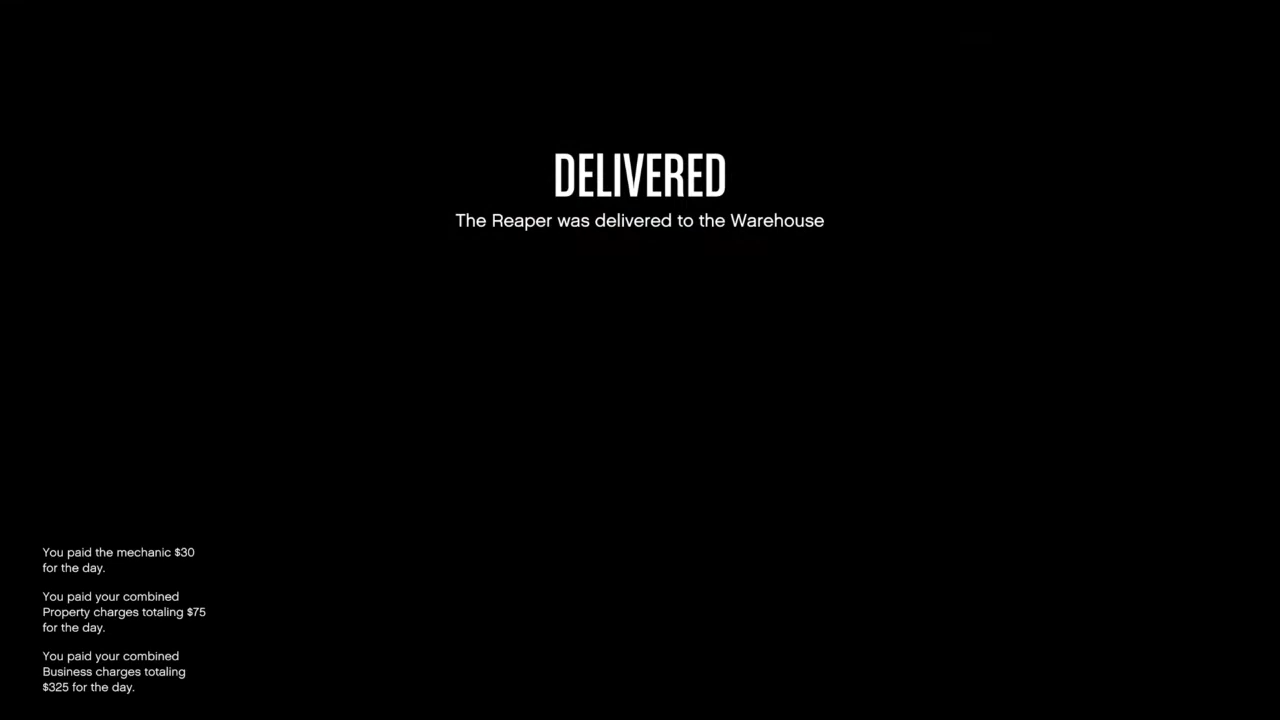 DELIVERED
The Reaper was delivered to the Warehouse
You paid the mechanic $30
for the day.
You paid your combined
Property charges totaling $75
for the day.
You paid your combined
Business charges totaling
$325 for the day.